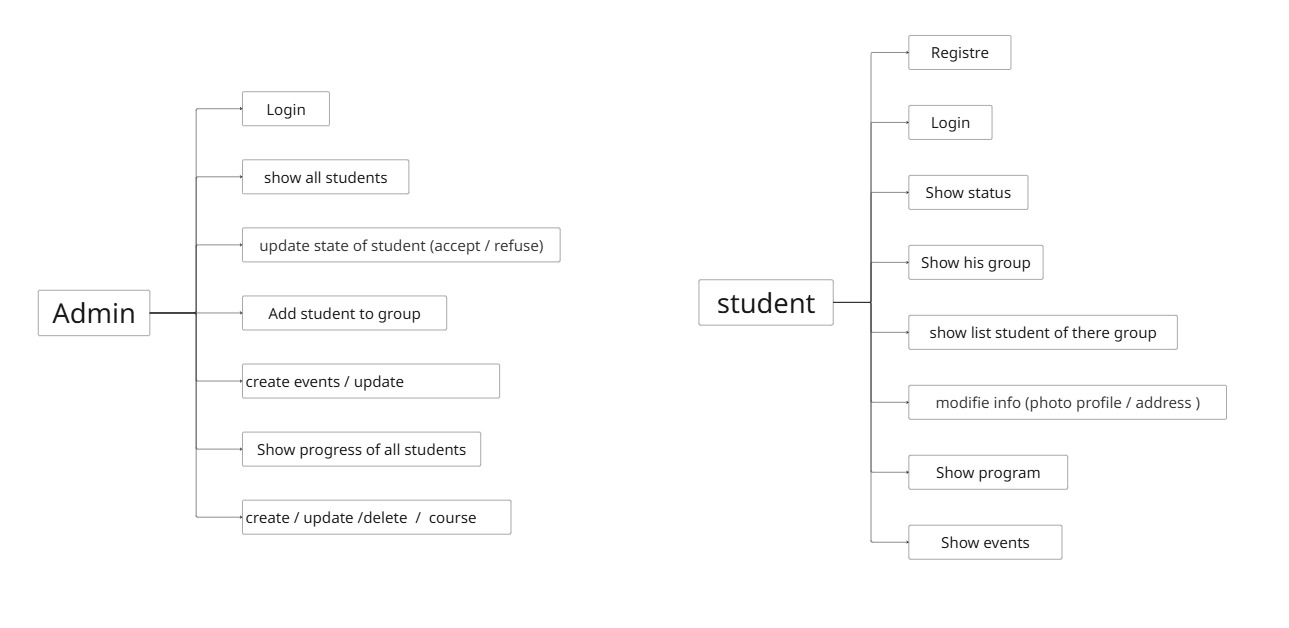 Admin
Login
show all students
update state of student (accept / refuse)
Add student to group
create events / update
Show progress of all students
create / update /delete / course
student
Registre
Login
Show status
Show his group
show list student of there group
modifie info (photo profile / address )
Show program
Show events